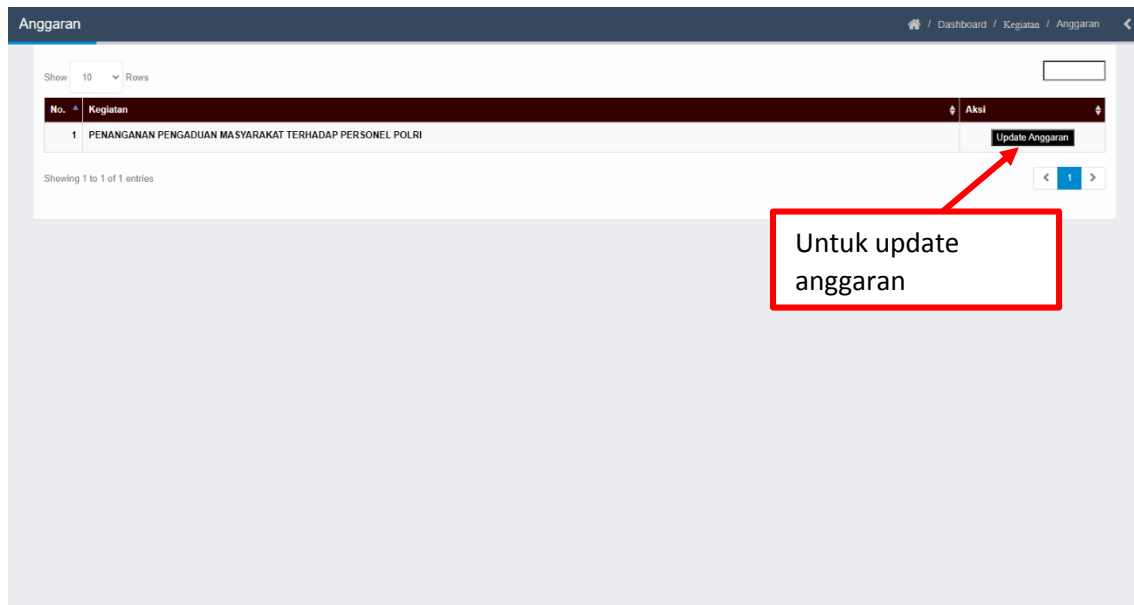 Anggaran
/ Dashboard / Kegiatan / Anggaran
Show 10 Rows
No. Kegiatan Aksi
1 PENANGANAN PENGADUAN MASYARAKAT TERHADAP PERSONEL POLRI Update Anggaran
Showing 1 to 1 of 1 entries
< 1 >
Untuk update
anggaran